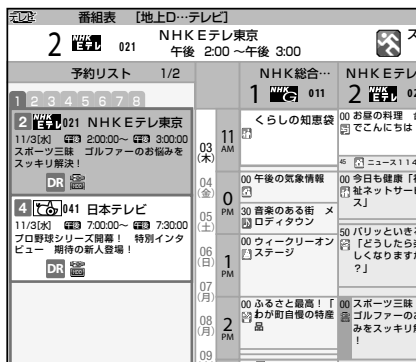 テレビ 番組表 [地上D…テレビ]
2 NHK Eテレ 021 NHKEテレ東京
午後 2:00～午後 3:00
予約リスト 1/2
1 2 3 4 5 6 7 8
2 NHK Eテレ 021 NHKEテレ東京
11/3[水] 午後 2:00:00～ 午後 3:00:00
スポーツ三昧 ゴルファーのお悩みを
スッキリ解決！
DR
4 041 日本テレビ
11/3[水] 午後 7:00:00～ 午後 7:30:00
プロ野球シリーズ開幕！ 特別インタ
ビュー 期待の新人登場！
DR
03
(木)
04
(金)
05
(土)
06
(日)
07
(月)
08
(月)
09
11
AM
0
PM
1
PM
2
PM
NHK総合…
1 NHK G 011
くらしの知恵袋
00 午後の気象情報
30 音楽のある街 メ
ロディタウン
00 ウィークリーオン
ステージ
00 ふるさと最高！「
わが町自慢の特産
品
NHKEテレ
2 NHK Eテレ 02
00 お昼の料理
でこんにちは
45 ニュース114
00 今日も健康「
祉ネットサー
ス」
50 バリッといき
「どうしたら
しくなります
？」
00 スポーツ三昧
ゴルファーのお
みをスッキリ
！